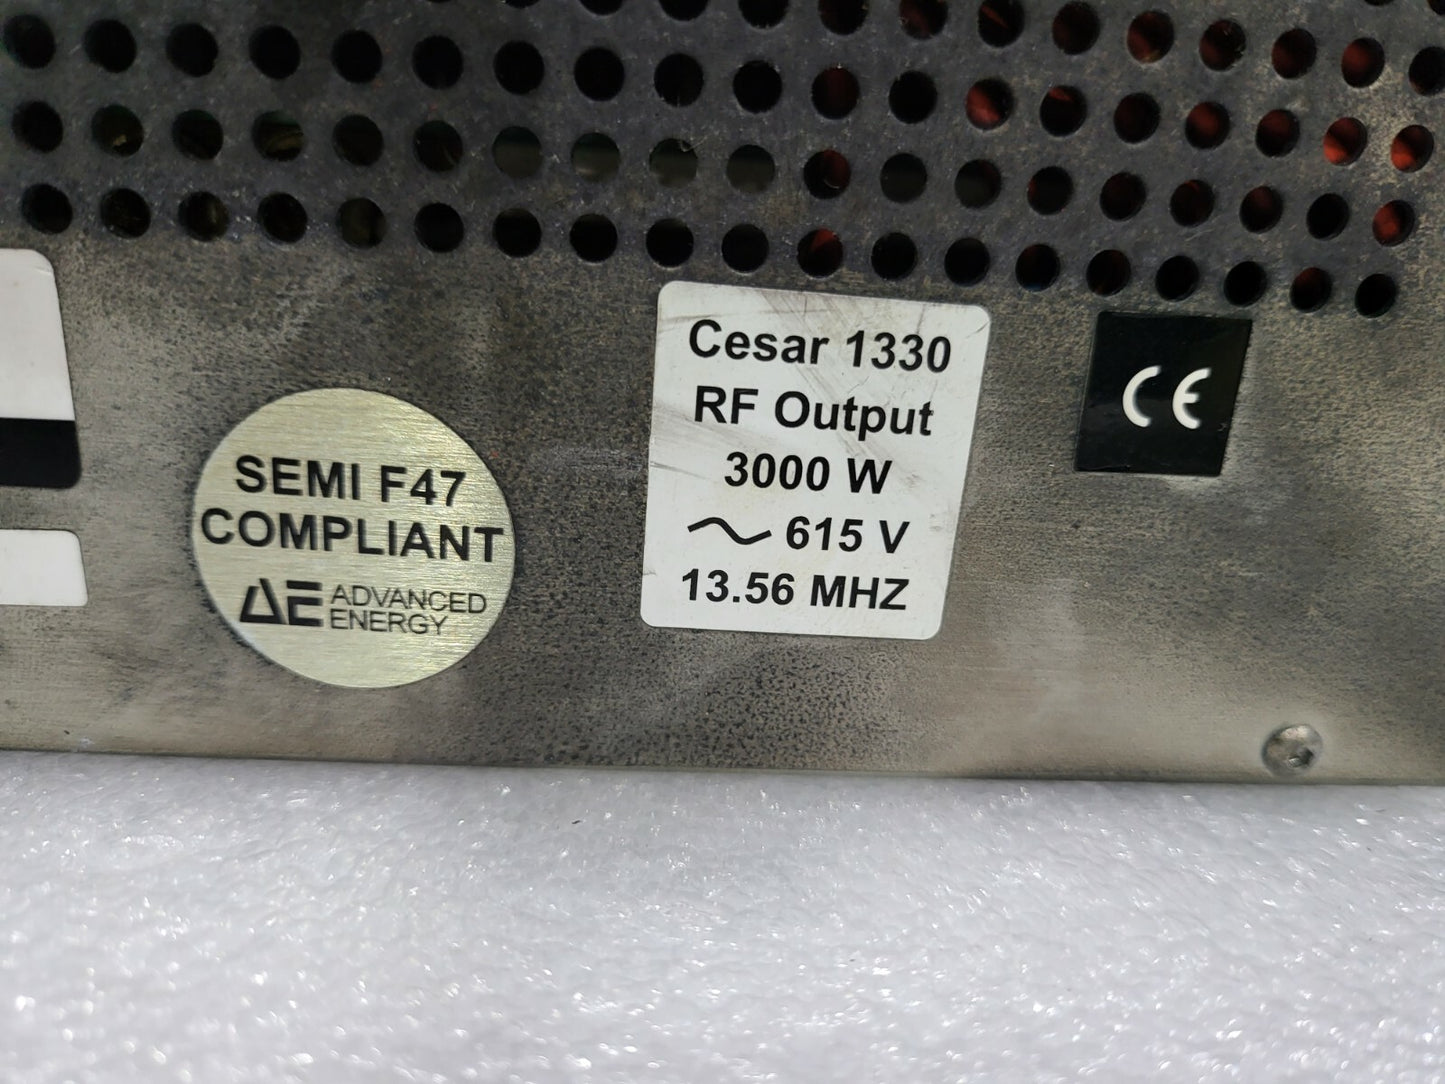 Cesar 1330
RF Output
3000 W
～ 615 V
13.56 MHZ
CE
SEMI F47
COMPLIANT
AE ADVANCED
ENERGY